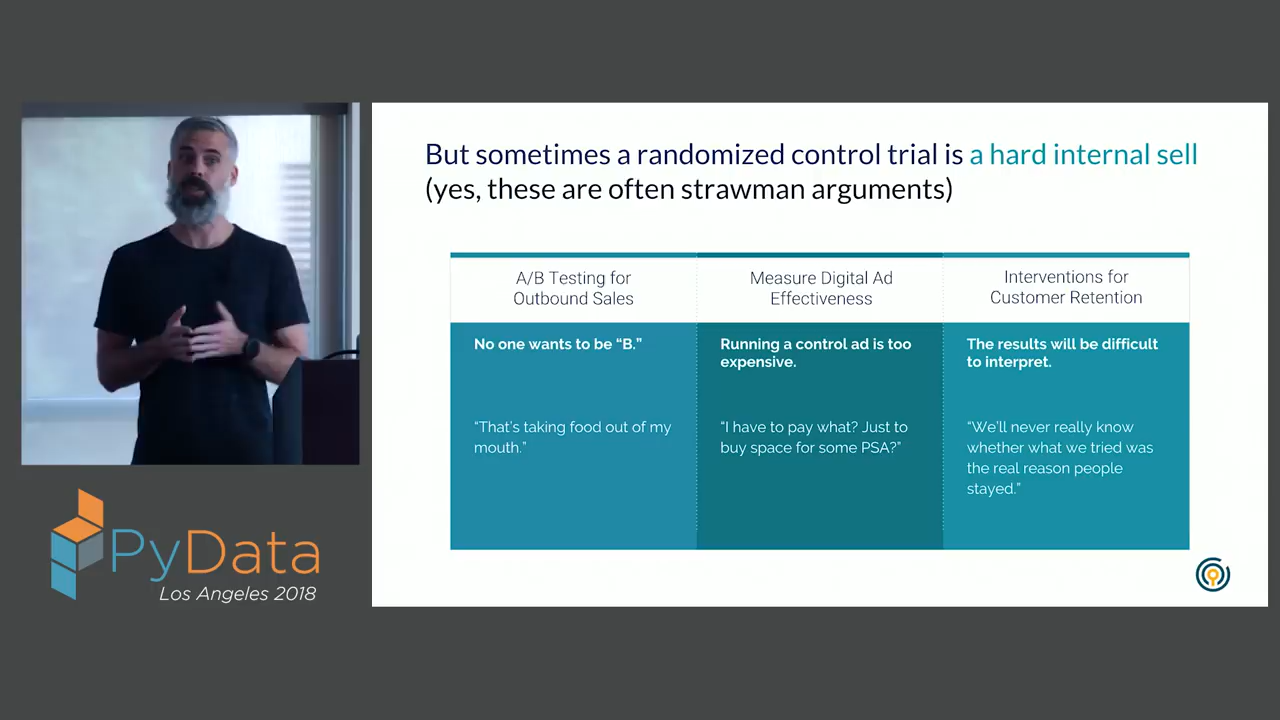 But sometimes a randomized control trial is a hard internal sell
(yes, these are often strawman arguments)
A/B Testing for
Outbound Sales
No one wants to be “B.”
“That’s taking food out of my
mouth.”
Measure Digital Ad
Effectiveness
Running a control ad is too
expensive.
“I have to pay what? Just to
buy space for some PSA?”
Interventions for
Customer Retention
The results will be difficult
to interpret.
“We’ll never really know
whether what we tried was
the real reason people
stayed.”
PyData
Los Angeles 2018